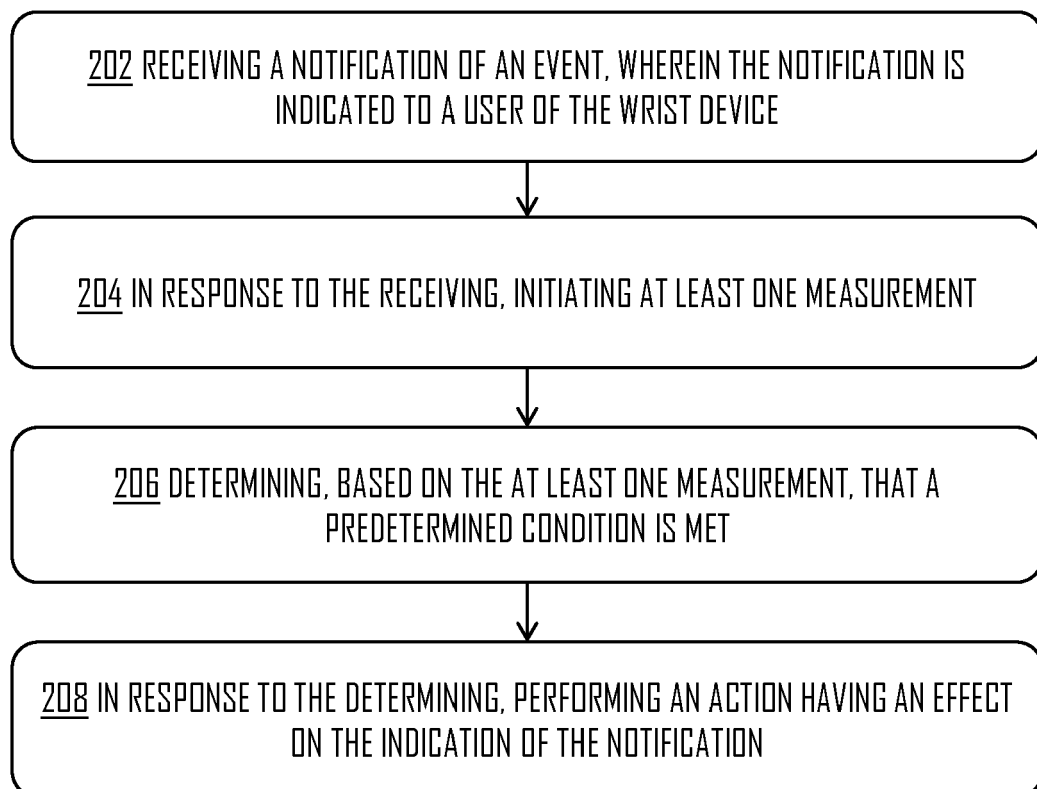 202 RECEIVING A NOTIFICATION OF AN EVENT, WHEREIN THE NOTIFICATION IS
INDICATED TO A USER OF THE WRIST DEVICE
204 IN RESPONSE TO THE RECEIVING, INITIATING AT LEAST ONE MEASUREMENT
206 DETERMINING, BASED ON THE AT LEAST ONE MEASUREMENT, THAT A
PREDETERMINED CONDITION IS MET
208 IN RESPONSE TO THE DETERMINING, PERFORMING AN ACTION HAVING AN EFFECT
ON THE INDICATION OF THE NOTIFICATION